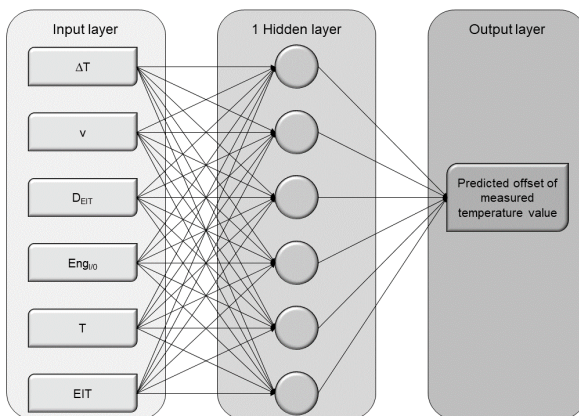 Input layer
1 Hidden layer
Output layer
ΔT
v
D_EIT
Eng_I/0
T
EIT
Predicted offset of
measured
temperature value